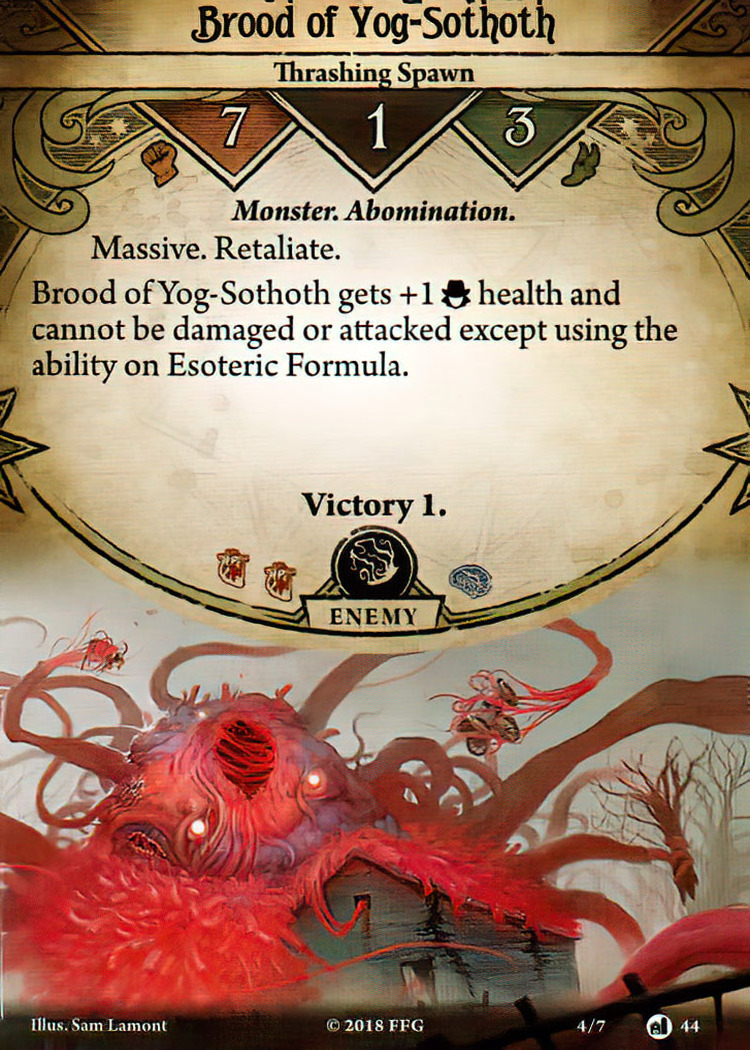 Brood of Yog-Sothoth
Thrashing Spawn
7 1 3
Monster. Abomination.
Massive. Retaliate.
Brood of Yog-Sothoth gets +1 health and
cannot be damaged or attacked except using the
ability on Esoteric Formula.
Victory 1.
ENEMY
Illus. Sam Lamont © 2018 FFG 4/7 44